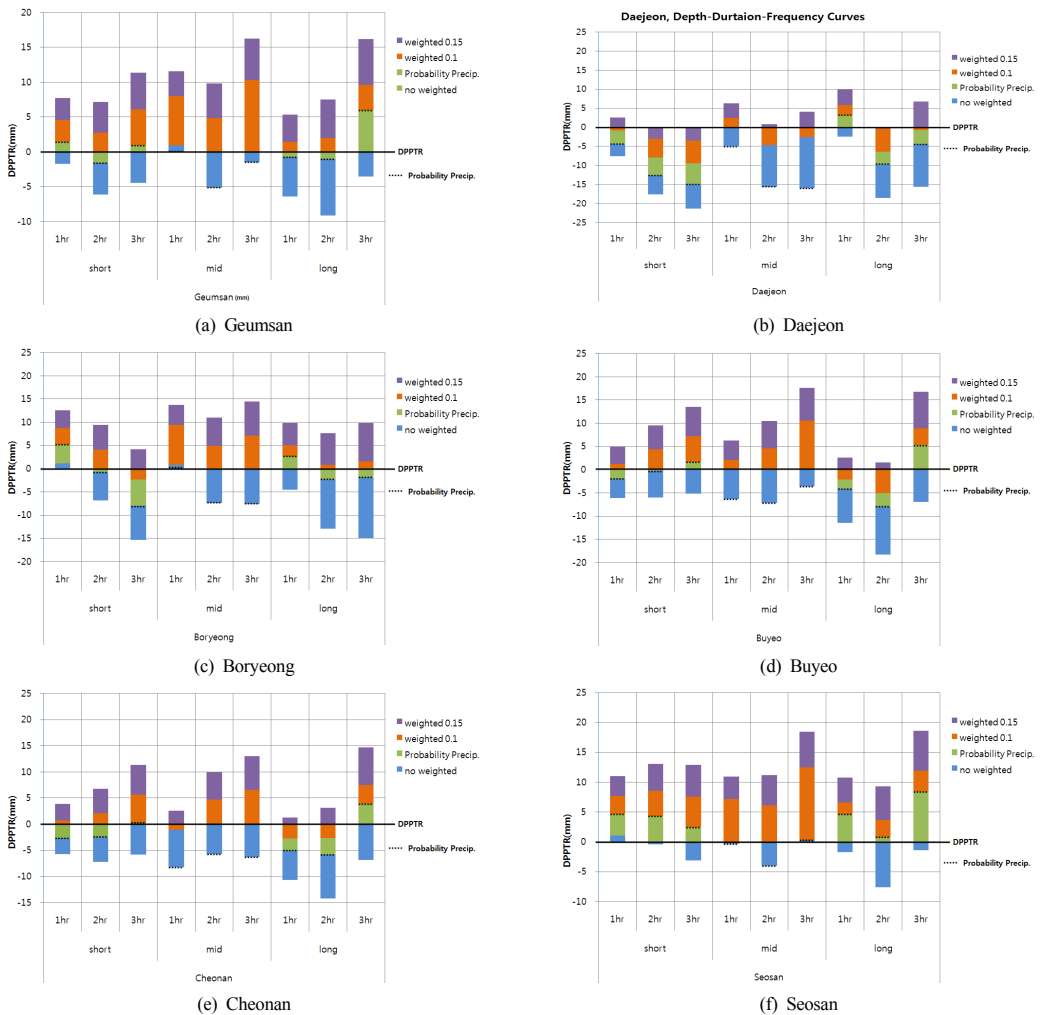 20
15
10
5
0
-5
-10
DPPTR(mm)
1hr 2hr 3hr 1hr 2hr 3hr 1hr 2hr 3hr
short mid long
Geumsan (mm)
weighted 0.15
weighted 0.1
Probability Precip.
no weighted
DPPTR
Probability Precip.
(a) Geumsan
Daejeon, Depth-Durtaion-Frequency Curves
25
20
15
10
5
0
-5
-10
-15
-20
-25
DPPTR(mm)
1hr 2hr 3hr 1hr 2hr 3hr 1hr 2hr 3hr
short mid long
Daejeon
weighted 0.15
weighted 0.1
Probability Precip.
no weighted
DPPTR
Probability Precip.
(b) Daejeon
25
20
15
10
5
0
-5
-10
-15
-20
DPPTR(mm)
1hr 2hr 3hr 1hr 2hr 3hr 1hr 2hr 3hr
short mid long
Boryeong
weighted 0.15
weighted 0.1
Probability Precip.
no weighted
DPPTR
Probability Precip.
(c) Boryeong
25
20
15
10
5
0
-5
-10
-15
-20
DPPTR(mm)
1hr 2hr 3hr 1hr 2hr 3hr 1hr 2hr 3hr
short mid long
Buyeo
weighted 0.15
weighted 0.1
Probability Precip.
no weighted
DPPTR
Probability Precip.
(d) Buyeo
25
20
15
10
5
0
-5
-10
-15
DPPTR(mm)
1hr 2hr 3hr 1hr 2hr 3hr 1hr 2hr 3hr
short mid long
Cheonan
weighted 0.15
weighted 0.1
Probability Precip.
no weighted
DPPTR
Probability Precip.
(e) Cheonan
25
20
15
10
5
0
-5
-10
DPPTR(mm)
1hr 2hr 3hr 1hr 2hr 3hr 1hr 2hr 3hr
short mid long
Seosan
weighted 0.15
weighted 0.1
Probability Precip.
no weighted
DPPTR
Probability Precip.
(f) Seosan